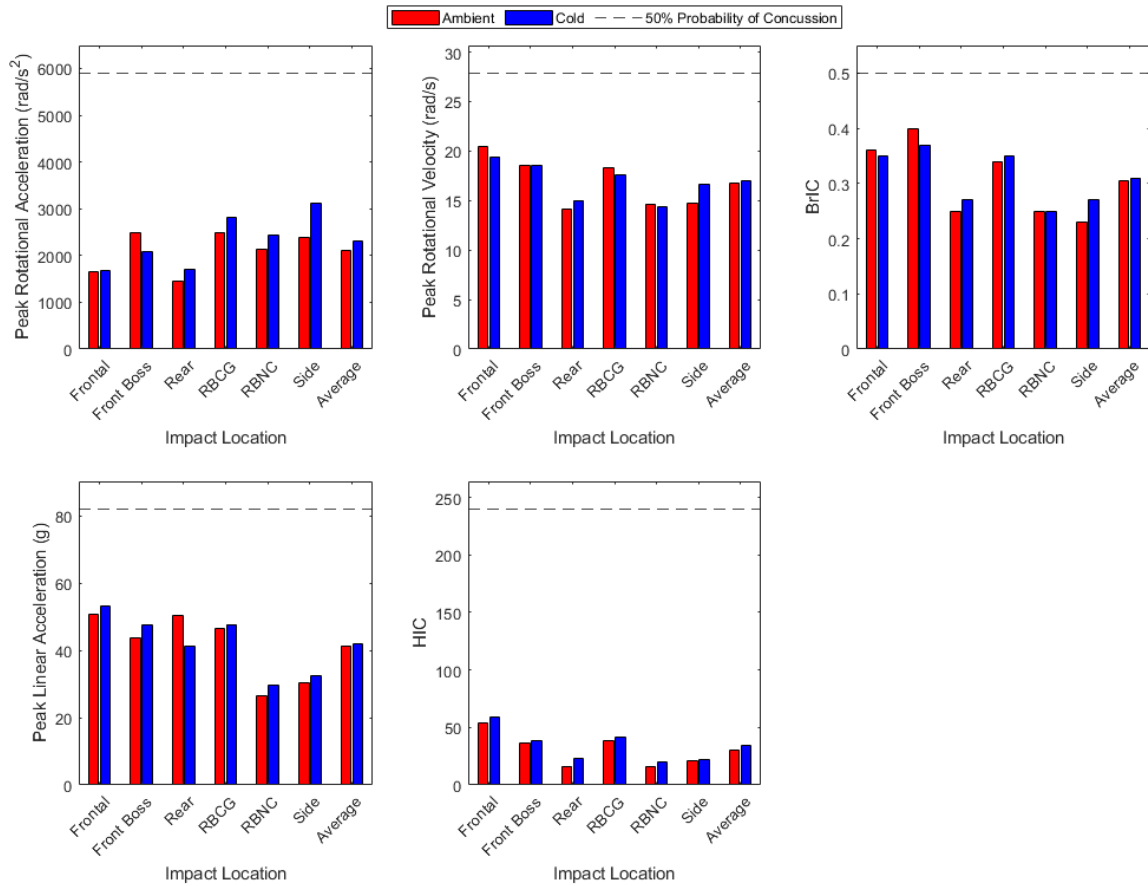 Ambient Cold 50% Probability of Concussion
Peak Rotational Acceleration (rad/s²)
6000
5000
4000
3000
2000
1000
0
Frontal
Front Boss
Rear
RBCG
RBNC
Side
Average
Impact Location
Peak Rotational Velocity (rad/s)
30
25
20
15
10
5
0
Frontal
Front Boss
Rear
RBCG
RBNC
Side
Average
Impact Location
BrIC
0.5
0.4
0.3
0.2
0.1
0
Frontal
Front Boss
Rear
RBCG
RBNC
Side
Average
Impact Location
Peak Linear Acceleration (g)
80
60
40
20
0
Frontal
Front Boss
Rear
RBCG
RBNC
Side
Average
Impact Location
HIC
250
200
150
100
50
0
Frontal
Front Boss
Rear
RBCG
RBNC
Side
Average
Impact Location